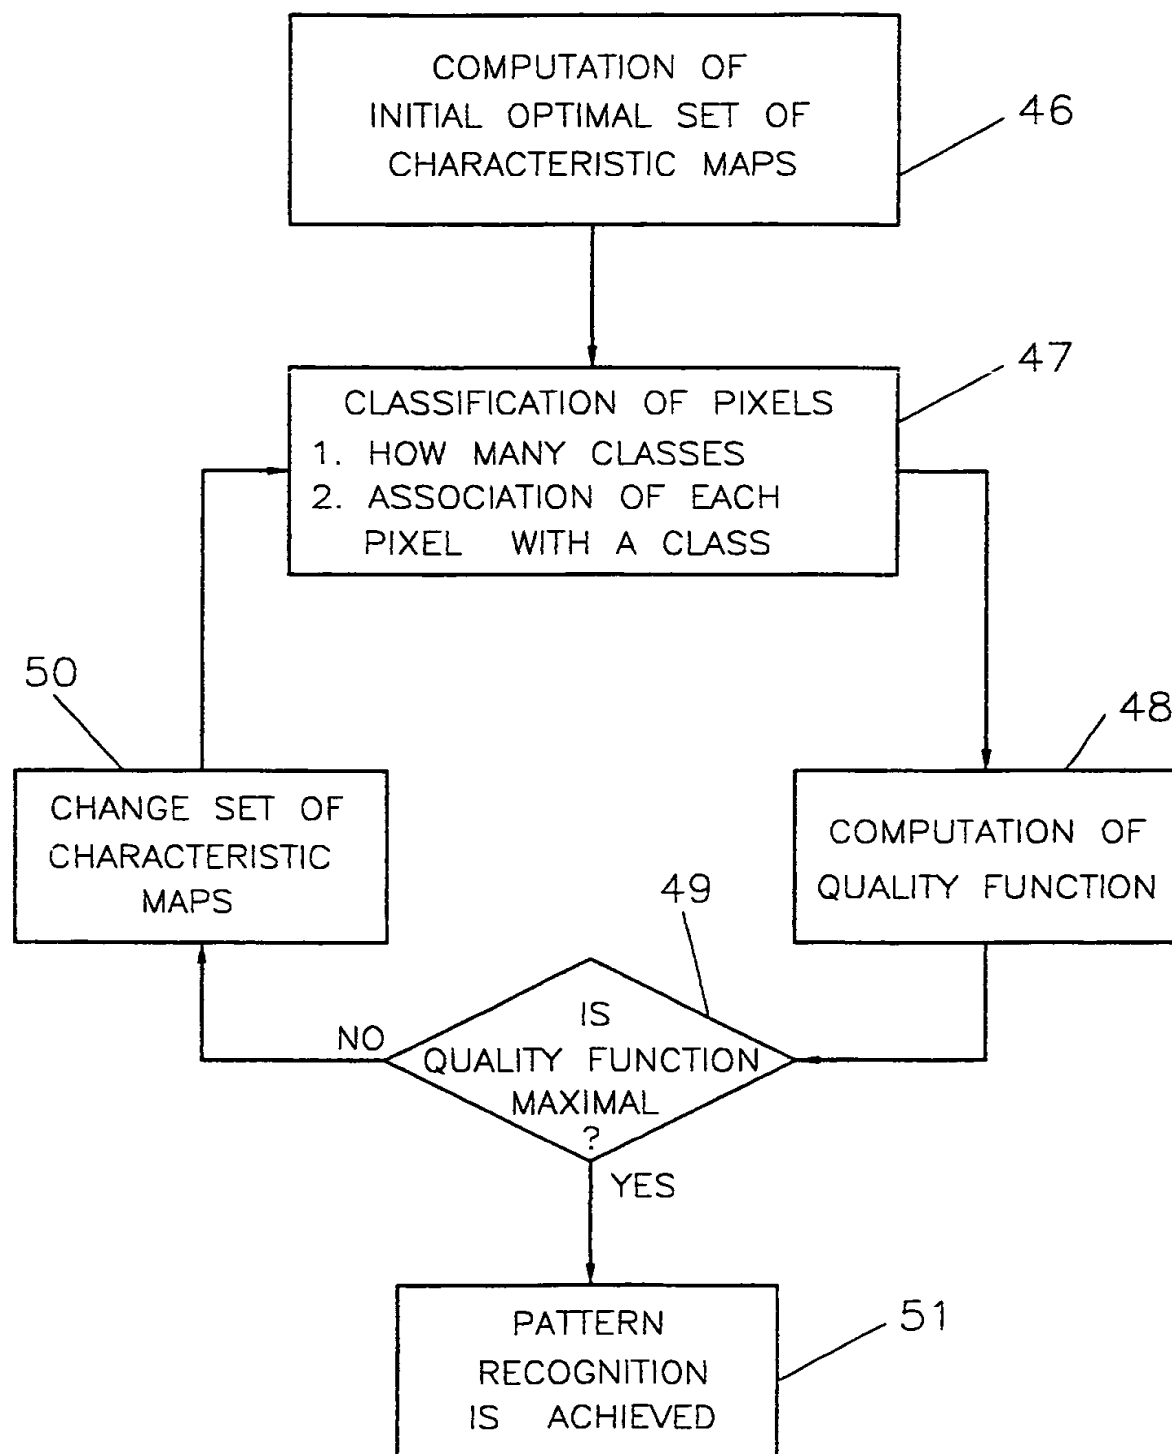 COMPUTATION OF
INITIAL OPTIMAL SET OF
CHARACTERISTIC MAPS
46
47
CLASSIFICATION OF PIXELS
1. HOW MANY CLASSES
2. ASSOCIATION OF EACH
PIXEL WITH A CLASS
50
48
CHANGE SET OF
CHARACTERISTIC
MAPS
COMPUTATION OF
QUALITY FUNCTION
49
IS
QUALITY FUNCTION
MAXIMAL
?
NO
YES
51
PATTERN
RECOGNITION
IS ACHIEVED